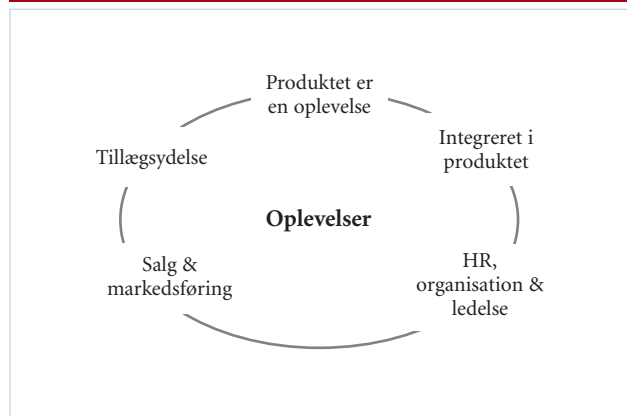 Produktet er
en oplevelse
Integreret i
produktet
Tillægsydelse
Oplevelser
HR,
organisation &
ledelse
Salg &
markedsføring